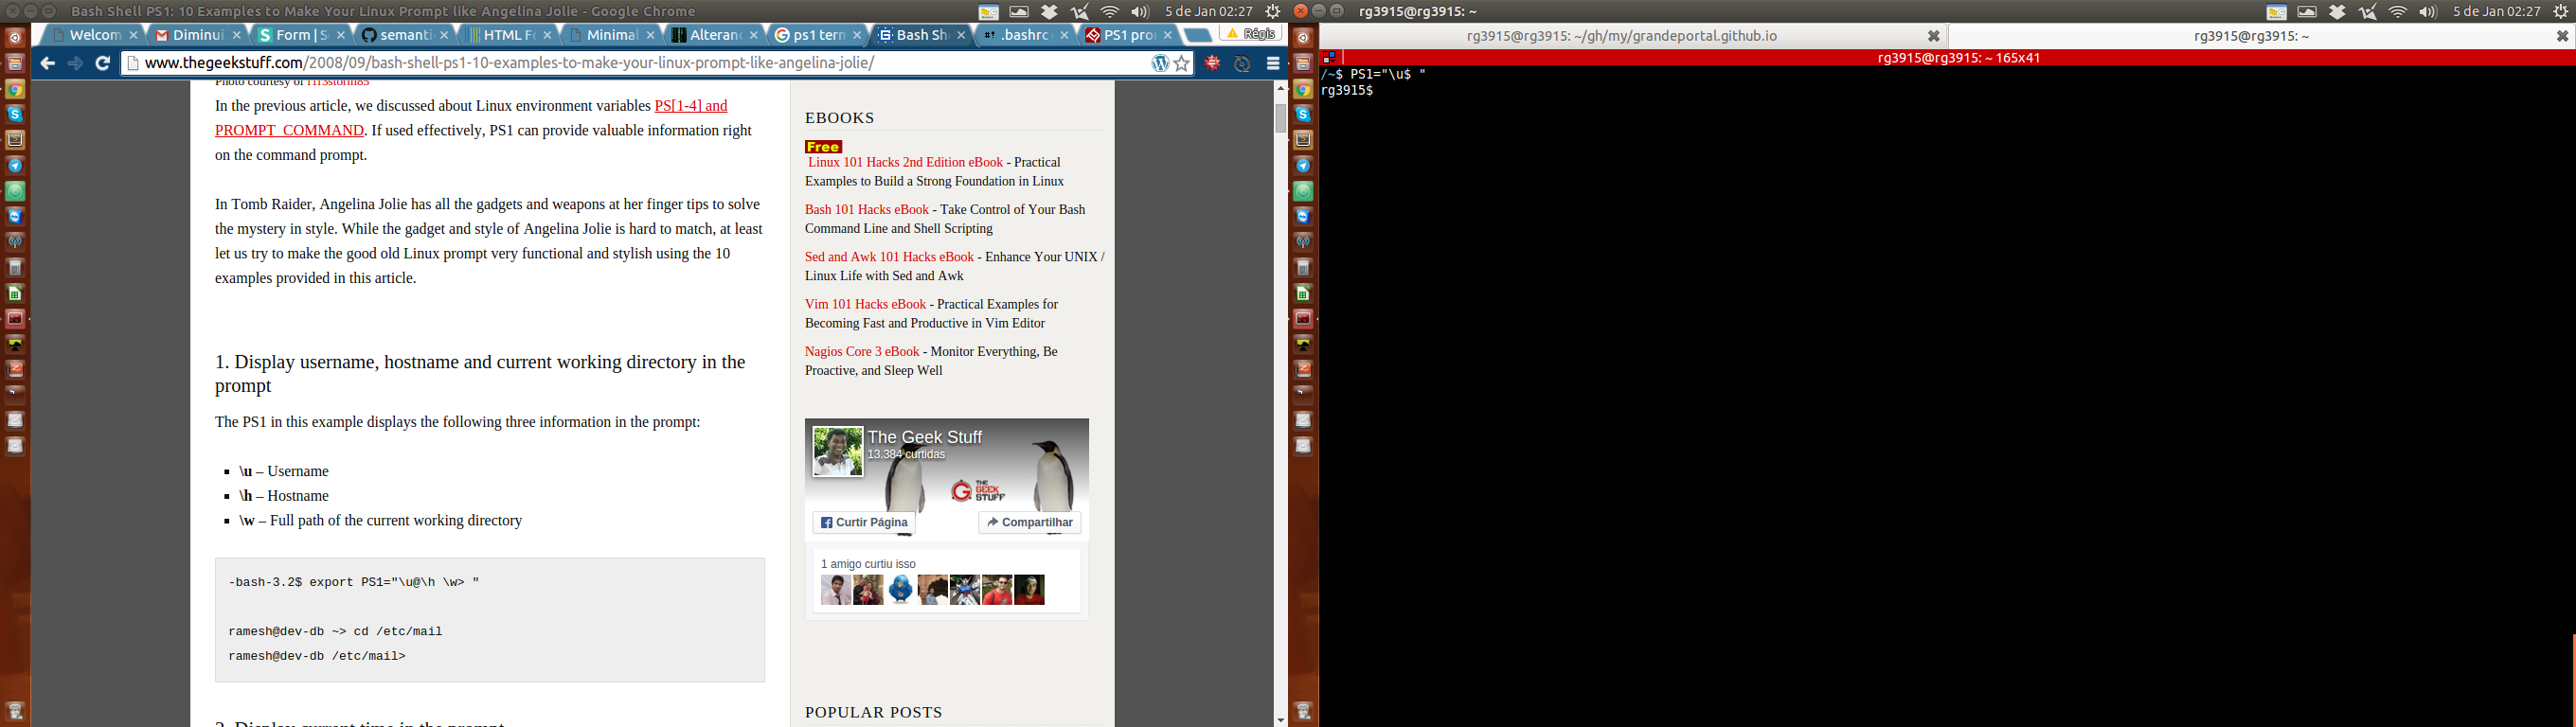 Bash Shell PS1: 10 Examples to Make Your Linux Prompt like Angelina Jolie - Google Chrome
5 de Jan 02:27
Welcom
Diminui
Form | S
semanti
HTML Fo
Minimal
Alteran
ps1 tern
Bash She
.bashrc
PS1 pro
Régis
www.thegeekstuff.com/2008/09/bash-shell-ps1-10-examples-to-make-your-linux-prompt-like-angelina-jolie/
Photo courtesy of
In the previous article, we discussed about Linux environment variables PS[1-4] and
PROMPT_COMMAND. If used effectively, PS1 can provide valuable information right
on the command prompt.
In Tomb Raider, Angelina Jolie has all the gadgets and weapons at her finger tips to solve
the mystery in style. While the gadget and style of Angelina Jolie is hard to match, at least
let us try to make the good old Linux prompt very functional and stylish using the 10
examples provided in this article.
1. Display username, hostname and current working directory in the
prompt
The PS1 in this example displays the following three information in the prompt:
\u – Username
\h – Hostname
\w – Full path of the current working directory
-bash-3.2$ export PS1="\u@\h \w> "
ramesh@dev-db ~> cd /etc/mail
ramesh@dev-db /etc/mail>
2. Display current time in the prompt
EBOOKS
Free
Linux 101 Hacks 2nd Edition eBook - Practical
Examples to Build a Strong Foundation in Linux
Bash 101 Hacks eBook - Take Control of Your Bash
Command Line and Shell Scripting
Sed and Awk 101 Hacks eBook - Enhance Your UNIX /
Linux Life with Sed and Awk
Vim 101 Hacks eBook - Practical Examples for
Becoming Fast and Productive in Vim Editor
Nagios Core 3 eBook - Monitor Everything, Be
Proactive, and Sleep Well
The Geek Stuff
13.384 curtidas
THE
GEEK
STUFF
Curtir Página
Compartilhar
1 amigo curtiu isso
POPULAR POSTS
rg3915@rg3915: ~
5 de Jan 02:27
rg3915@rg3915: ~/gh/my/grandeportal.github.io
rg3915@rg3915: ~
rg3915@rg3915: ~ 165x41
/~$ PS1="\u$ "
rg3915$